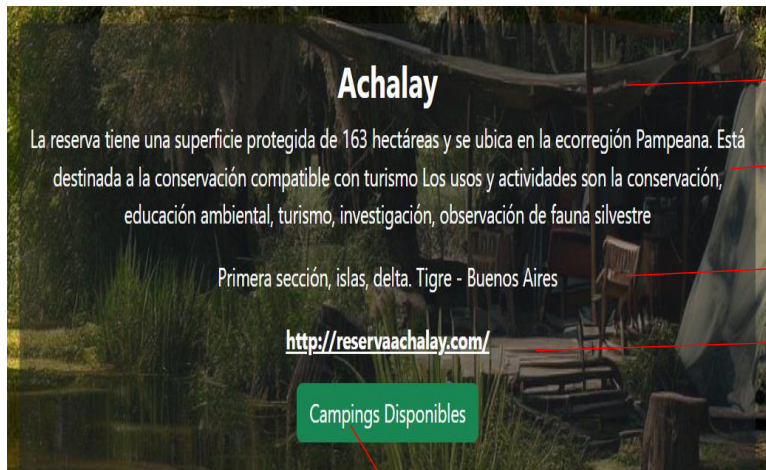 Achalay
La reserva tiene una superficie protegida de 163 hectáreas y se ubica en la ecorregión Pampeana. Está
destinada a la conservación compatible con turismo Los usos y actividades son la conservación,
educación ambiental, turismo, investigación, observación de fauna silvestre
Primera sección, islas, delta. Tigre - Buenos Aires
http://reservaachalay.com/
Campings Disponibles